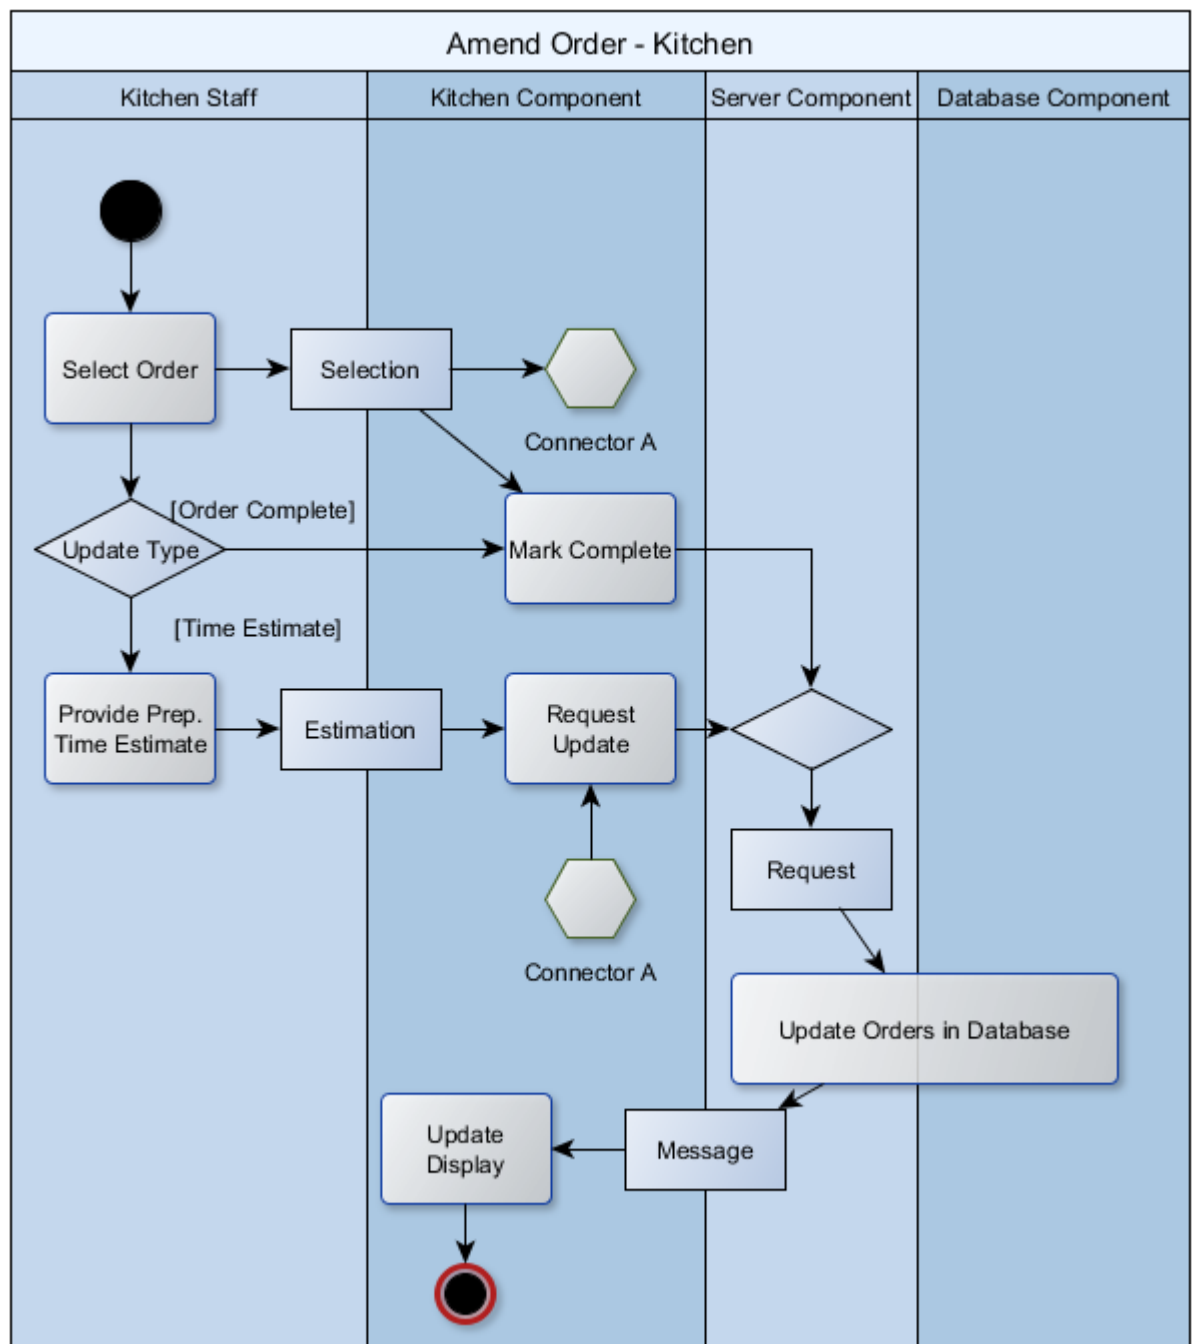 Amend Order - Kitchen
Kitchen Staff
Kitchen Component
Server Component
Database Component
Select Order
Selection
Connector A
[Order Complete]
Update Type
Mark Complete
[Time Estimate]
Provide Prep.
Time Estimate
Estimation
Request
Update
Request
Connector A
Update Orders in Database
Update
Display
Message